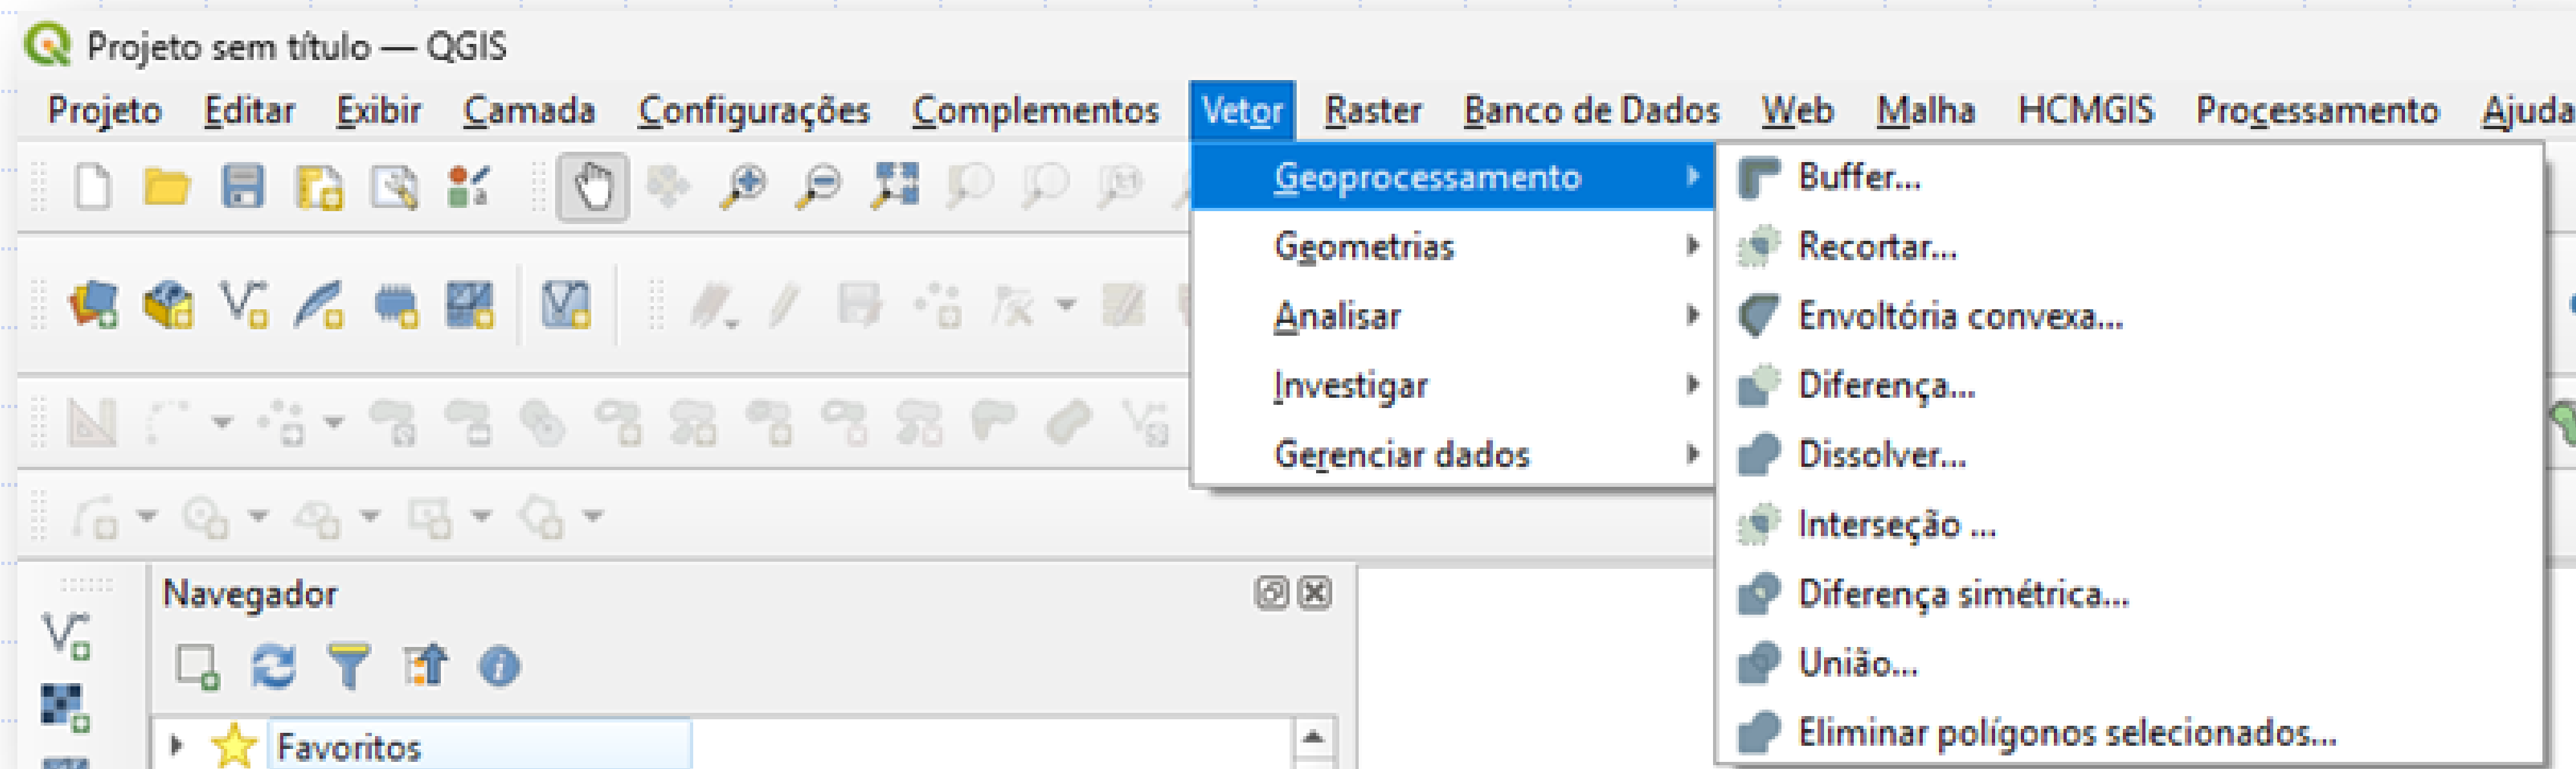 Projeto sem título — QGIS
Projeto Editar Exibir Camada Configurações Complementos Vetor Raster Banco de Dados Web Malha HCMGIS Processamento Ajuda
Geoprocessamento
Geometrias
Analisar
Investigar
Gerenciar dados
Buffer...
Recortar...
Envoltória convexa...
Diferença...
Dissolver...
Interseção ...
Diferença simétrica...
União...
Eliminar polígonos selecionados...
Navegador
Favoritos